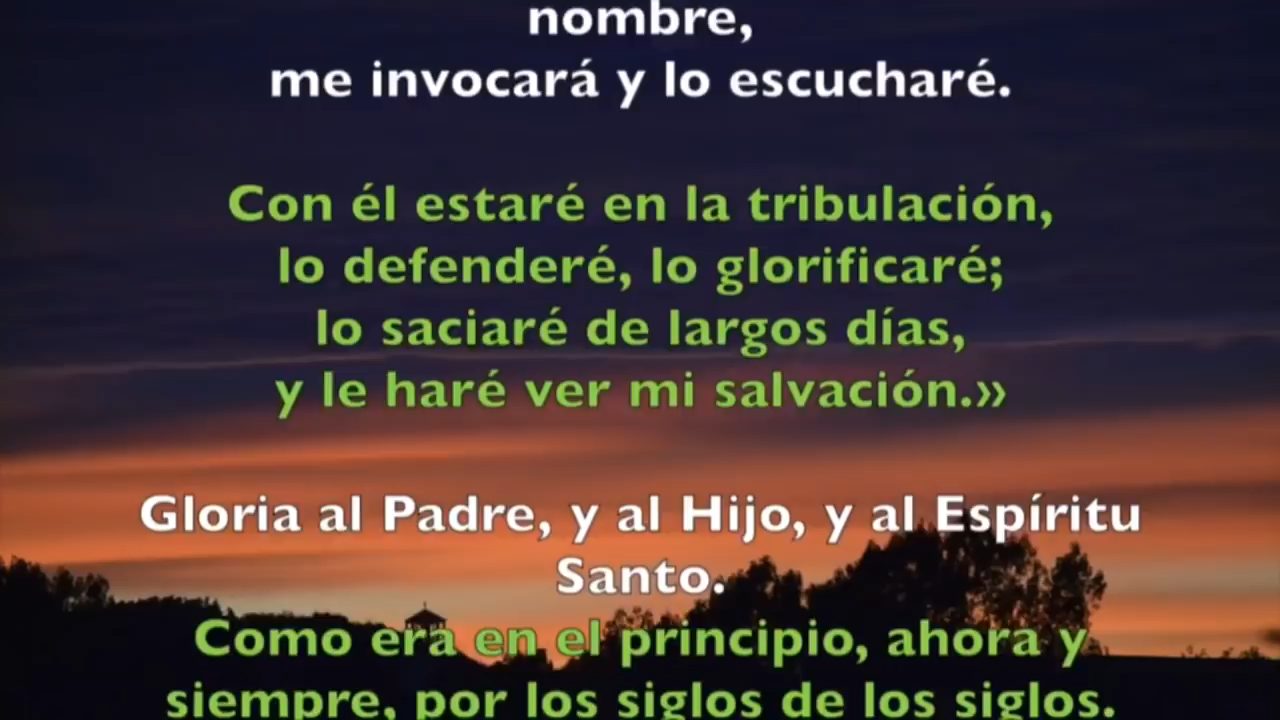 nombre,
me invocará y lo escucharé.
Con él estaré en la tribulación,
lo defenderé, lo glorificaré;
lo saciaré de largos días,
y le haré ver mi salvación.»
Gloria al Padre, y al Hijo, y al Espíritu
Santo.
Como era en el principio, ahora y
siempre, por los siglos de los siglos.